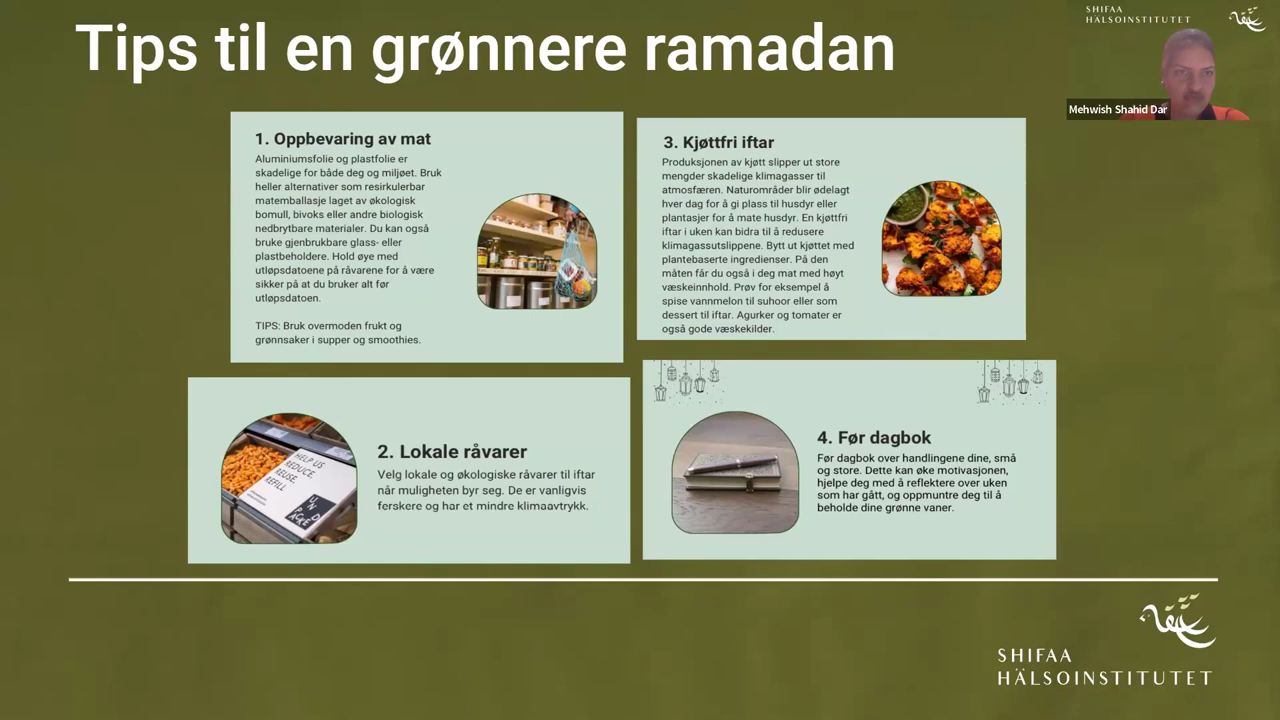 Tips til en grønnere ramadan
SHIFAA
HÄLSOINSTITUTET
Mehwish Shahid Dar
1. Oppbevaring av mat
Aluminiumsfolie og plastfolie er
skadelige for både deg og miljøet. Bruk
heller alternativer som resirkulerbar
matemballasje laget av økologisk
bomull, bivoks eller andre biologisk
nedbrytbare materialer. Du kan også
bruke gjenbrukbare glass- eller
plastbeholdere. Hold øye med
utløpsdatoene på råvarene for å være
sikker på at du bruker alt før
utløpsdatoen.
TIPS: Bruk overmoden frukt og
grønnsaker i supper og smoothies.
2. Lokale råvarer
Velg lokale og økologiske råvarer til iftar
når muligheten byr seg. De er vanligvis
ferskere og har et mindre klimaavtrykk.
HELP US
REDUCE,
REUSE,
REFILL
UN
PACKED
3. Kjøttfri iftar
Produksjonen av kjøtt slipper ut store
mengder skadelige klimagasser til
atmosfæren. Naturområder blir ødelagt
hver dag for å gi plass til husdyr eller
plantasjer for å mate husdyr. En kjøttfri
iftar i uken kan bidra til å redusere
klimagassutslippene. Bytt ut kjøttet med
plantebaserte ingredienser. På den
måten får du også i deg mat med høyt
væskeinnhold. Prøv for eksempel å
spise vannmelon til suhoor eller som
dessert til iftar. Agurker og tomater er
også gode væskekilder.
4. Før dagbok
Før dagbok over handlingene dine, små
og store. Dette kan øke motivasjonen,
hjelpe deg med å reflektere over uken
som har gått, og oppmuntre deg til å
beholde dine grønne vaner.
SHIFAA
HÄLSOINSTITUTET